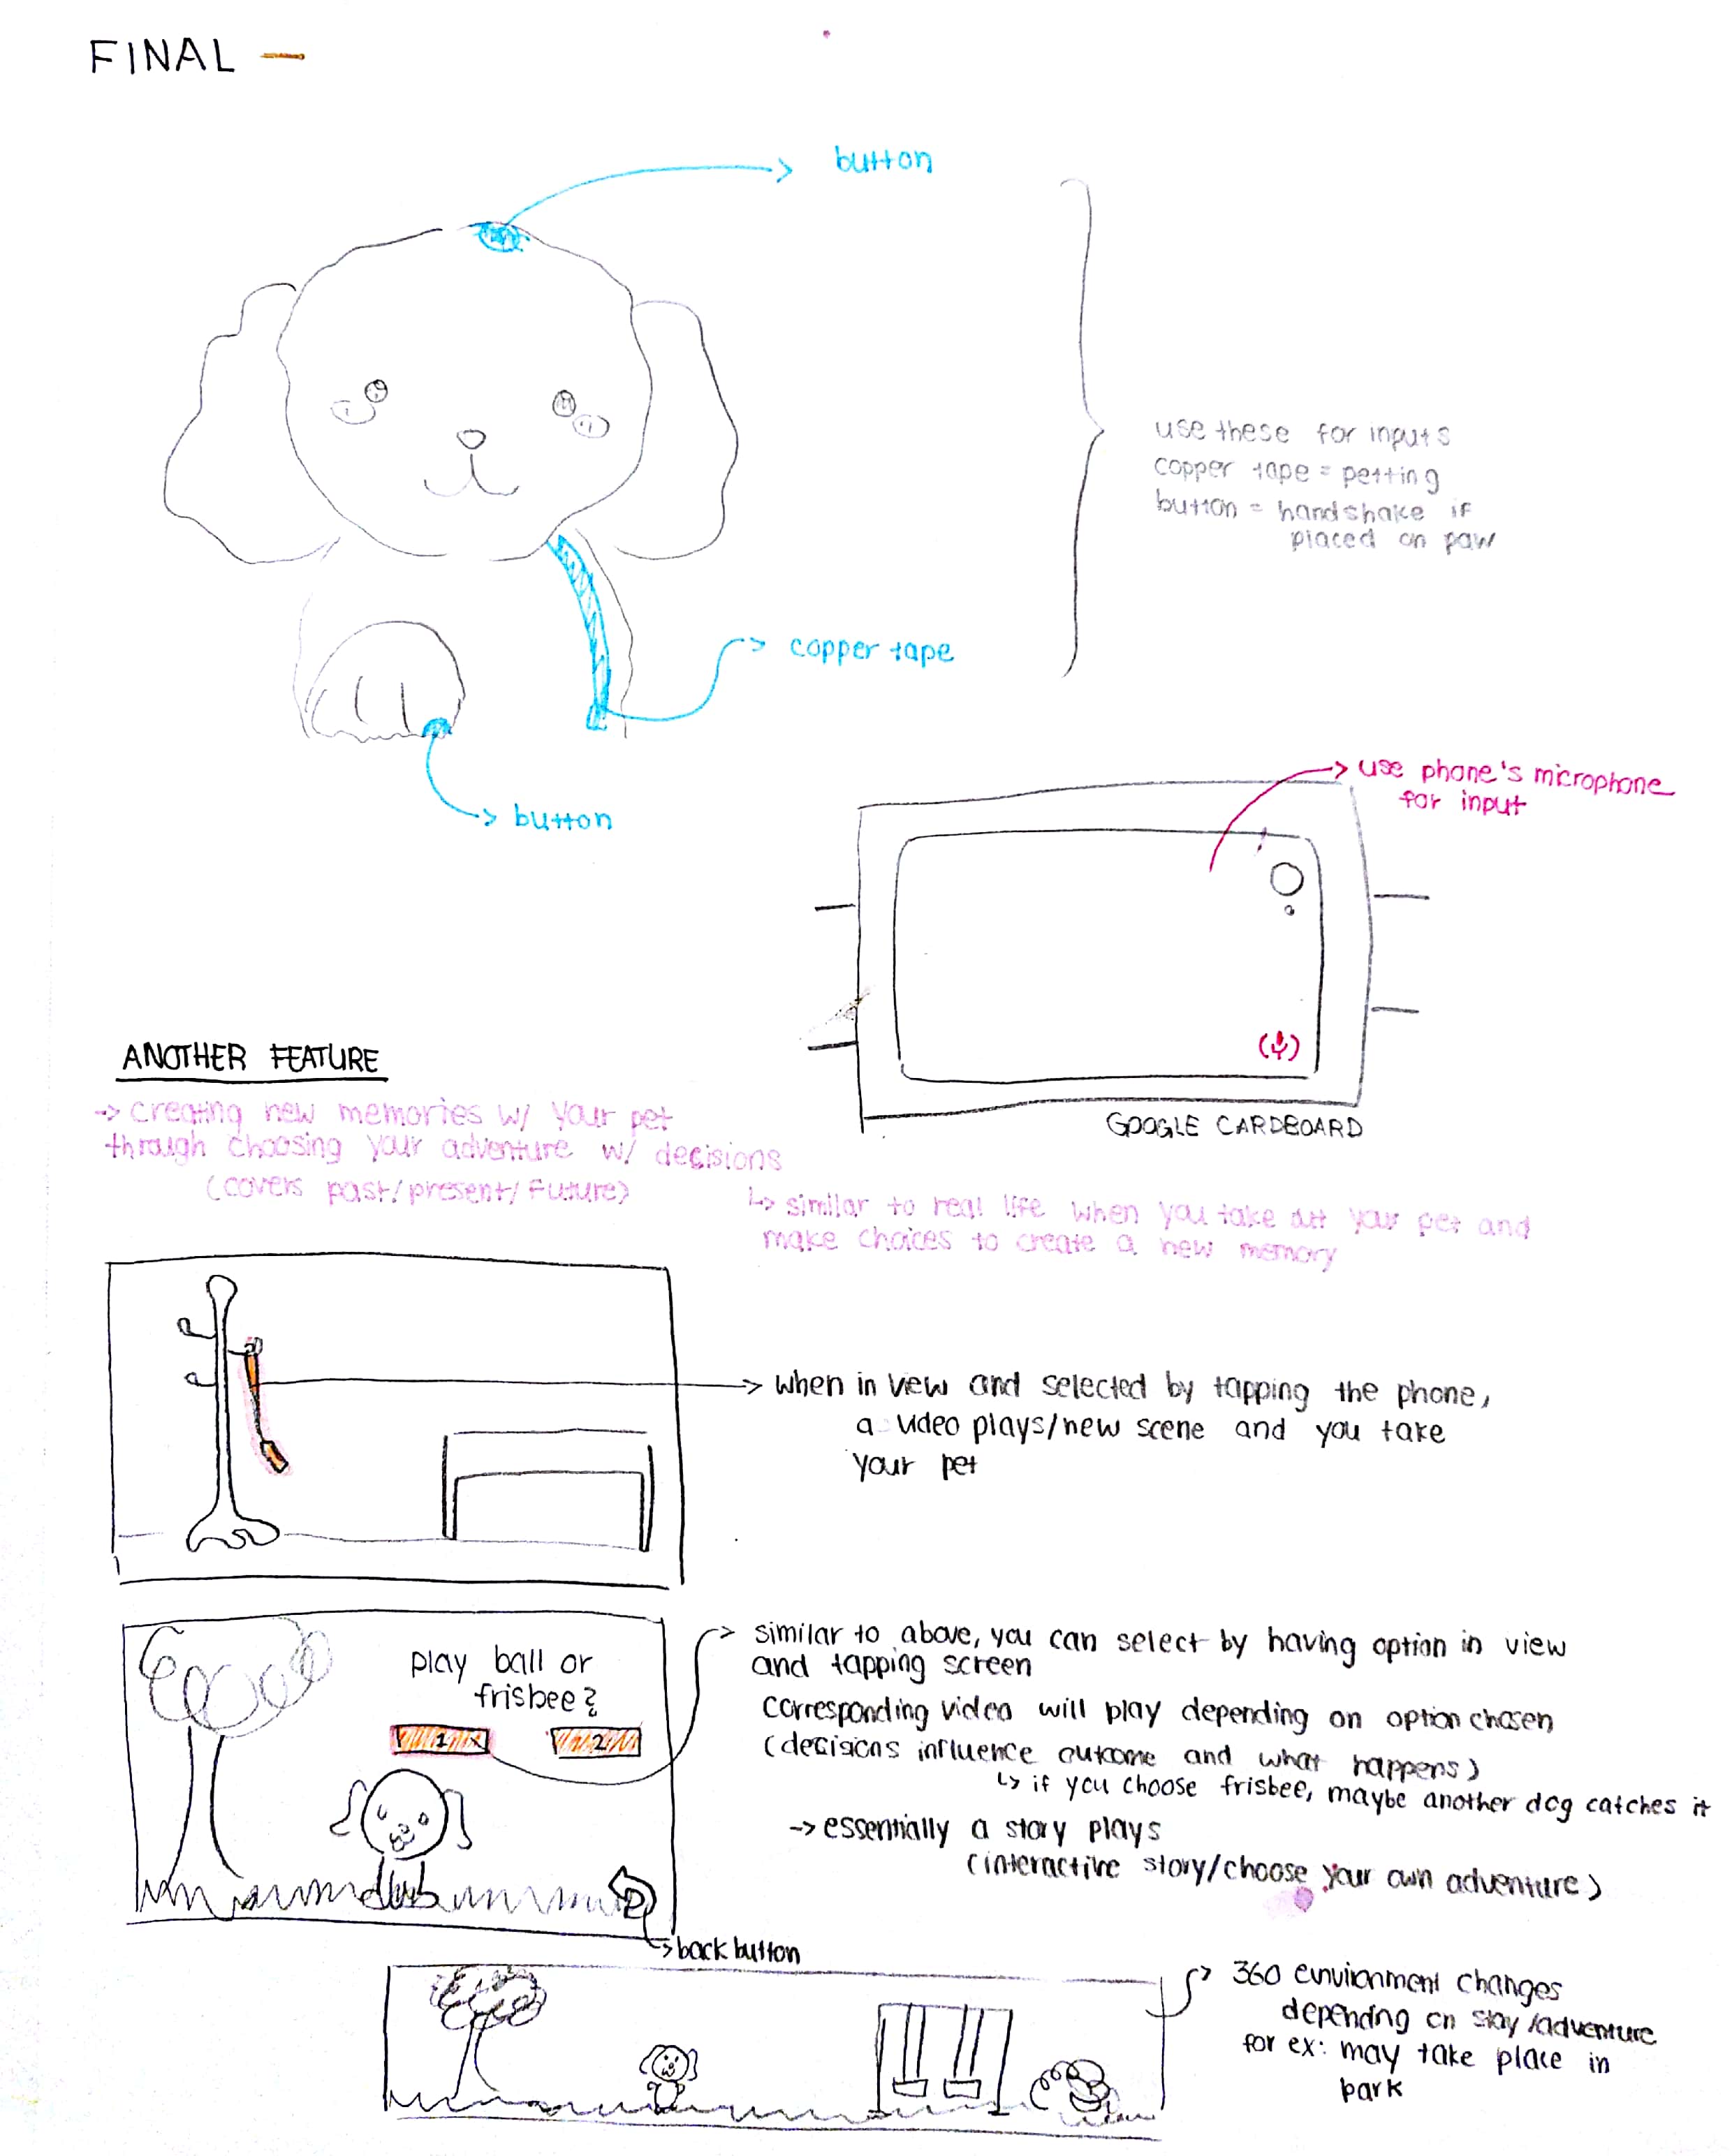 FINAL —
button
use these for inputs
copper tape = petting
button = handshake if
placed on paw
copper tape
button
use phone's microphone
for input
GOOGLE CARDBOARD
ANOTHER FEATURE
→ creating new memories w/ your pet
through choosing your adventure w/ decisions
(covers past/present/future)
↳ similar to real life when you take out your pet and
make choices to create a new memory
when in view and selected by tapping the phone,
a video plays/new scene and you take
your pet
play ball or
frisbee?
1 2
similar to above, you can select by having option in view
and tapping screen
corresponding video will play depending on option chosen
(decisions influence outcome and what happens)
↳ if you choose frisbee, maybe another dog catches it
→ essentially a story plays
(interactive story/choose your own adventure)
back button
360 environment changes
depending on story/adventure
for ex: may take place in
park